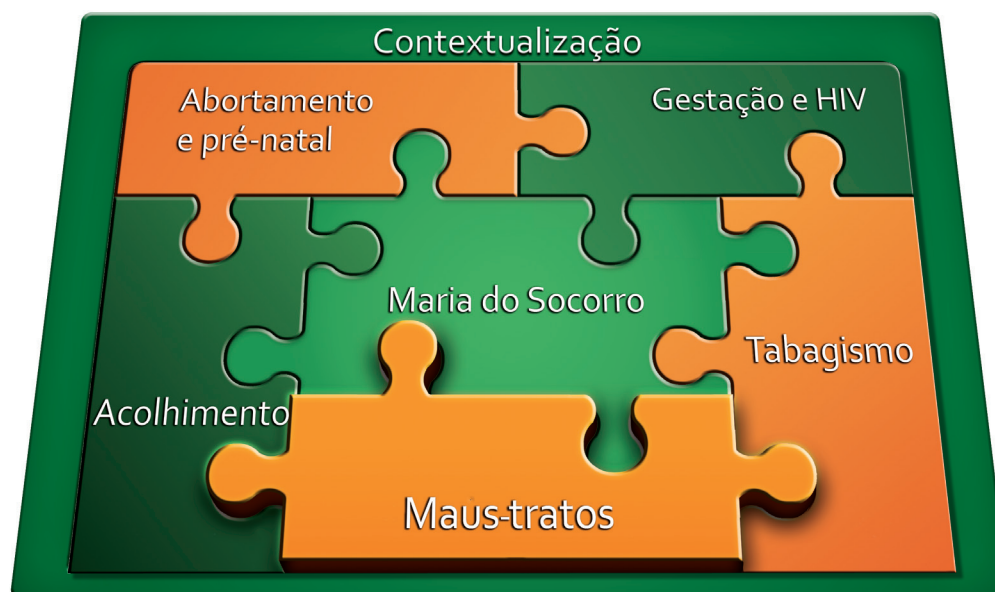 Contextualização
Abortamento
e pré-natal
Gestação e HIV
Maria do Socorro
Tabagismo
Acolhimento
Maus-tratos